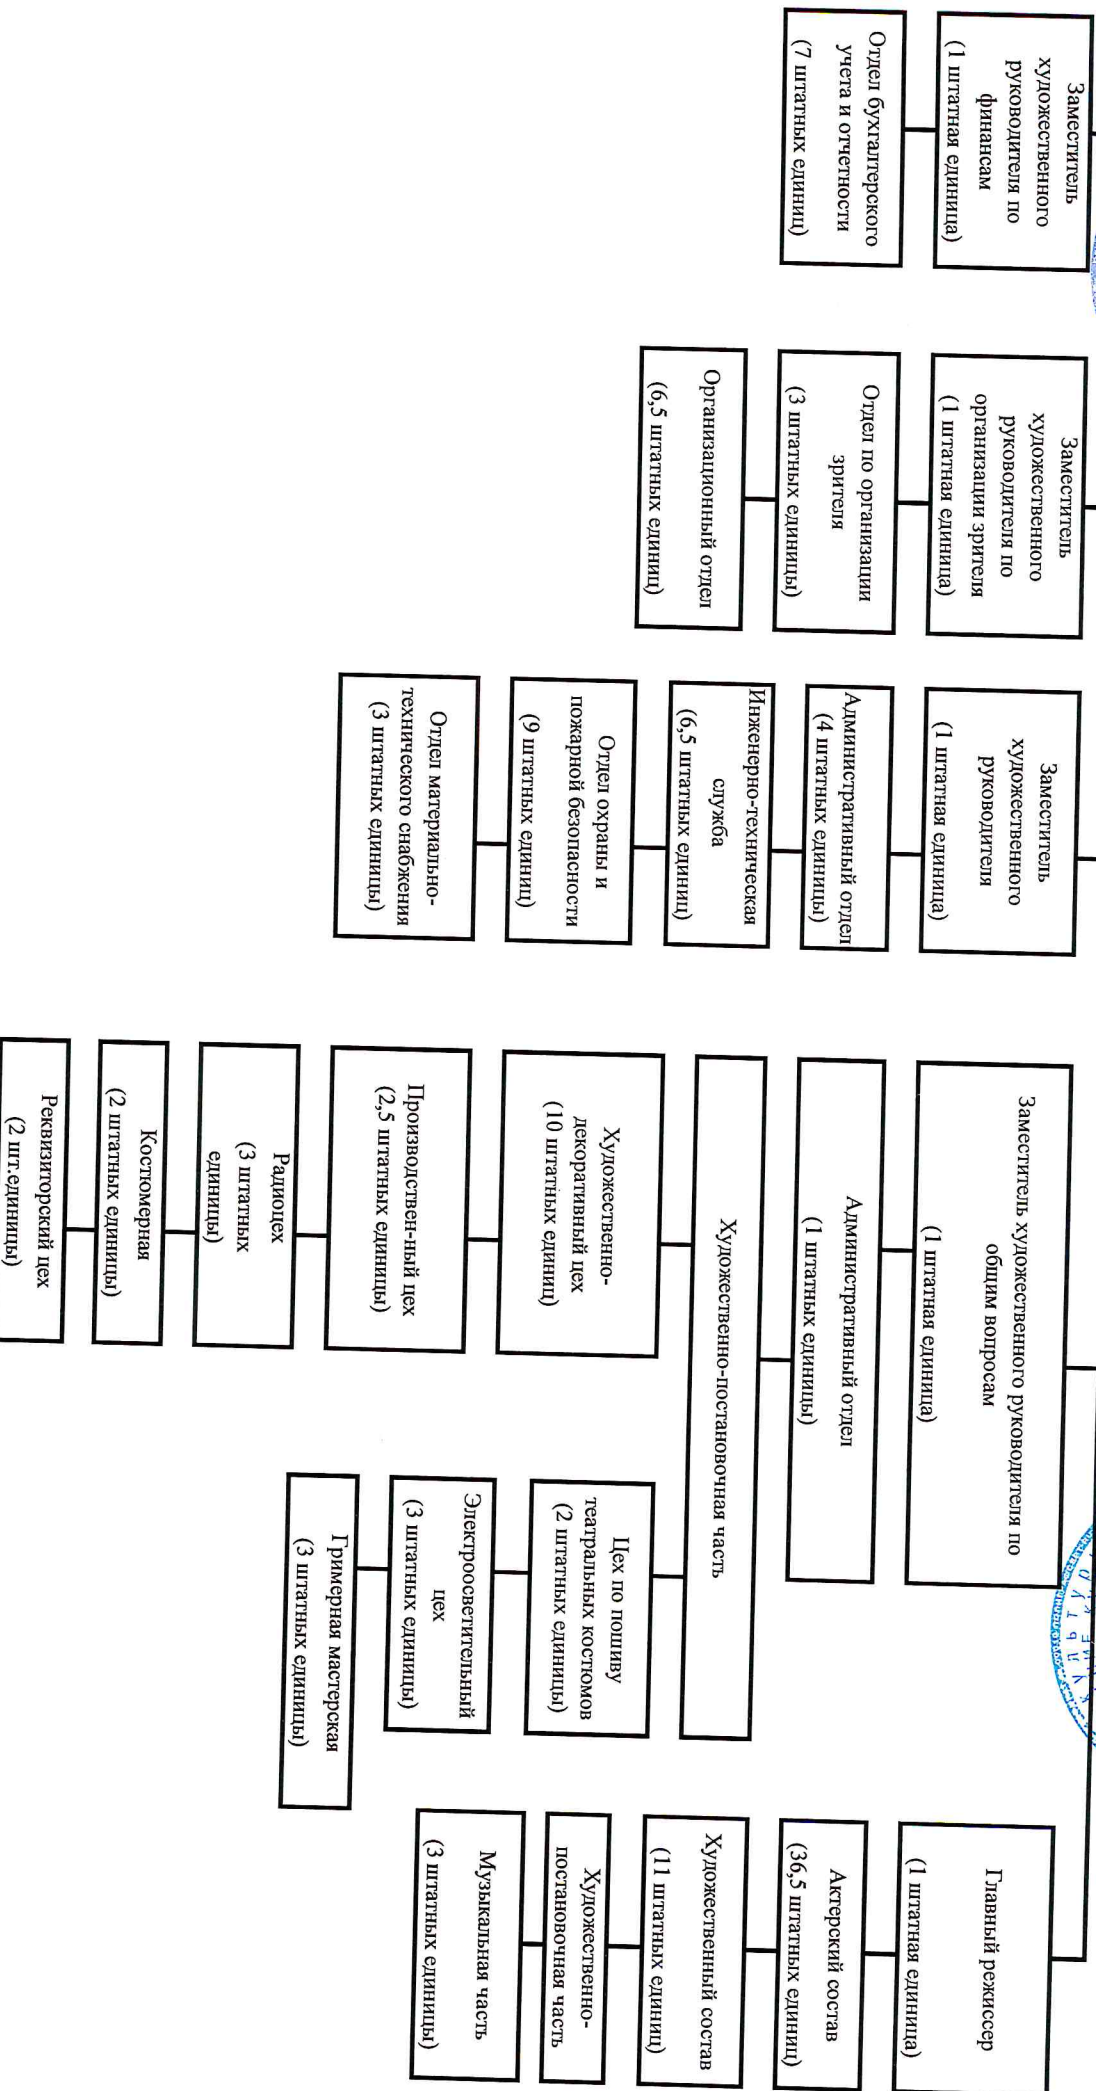 Заместитель
художественного
руководителя по
финансам
(1 штатная единица)
Отдел бухгалтерского
учета и отчетности
(7 штатных единиц)
Заместитель
художественного
руководителя по
организации зрителя
(1 штатная единица)
Отдел по организации
зрителя
(3 штатных единицы)
Организационный отдел
(6,5 штатных единиц)
Заместитель
художественного
руководителя
(1 штатная единица)
Административный отдел
(4 штатных единицы)
Инженерно-техническая
служба
(6,5 штатных единиц)
Отдел охраны и
пожарной безопасности
(9 штатных единиц)
Отдел материально-
технического снабжения
(3 штатных единицы)
Заместитель художественного руководителя по
общим вопросам
(1 штатная единица)
Административный отдел
(1 штатных единицы)
Художественно-постановочная часть
Художественно-
декоративный цех
(10 штатных единиц)
Производствен-ный цех
(2,5 штатных единицы)
Радиоцех
(3 штатных
единицы)
Костюмерная
(2 штатных единицы)
Реквизиторский цех
(2 шт.единицы)
Цех по пошиву
театральных костюмов
(2 штатных единицы)
Электроосветительный
цех
(3 штатных единицы)
Гримерная мастерская
(3 штатных единицы)
Главный режиссер
(1 штатная единица)
Актерский состав
(36,5 штатных единиц)
Художественный состав
(11 штатных единиц)
Художественно-
постановочная часть
Музыкальная часть
(3 штатных единицы)